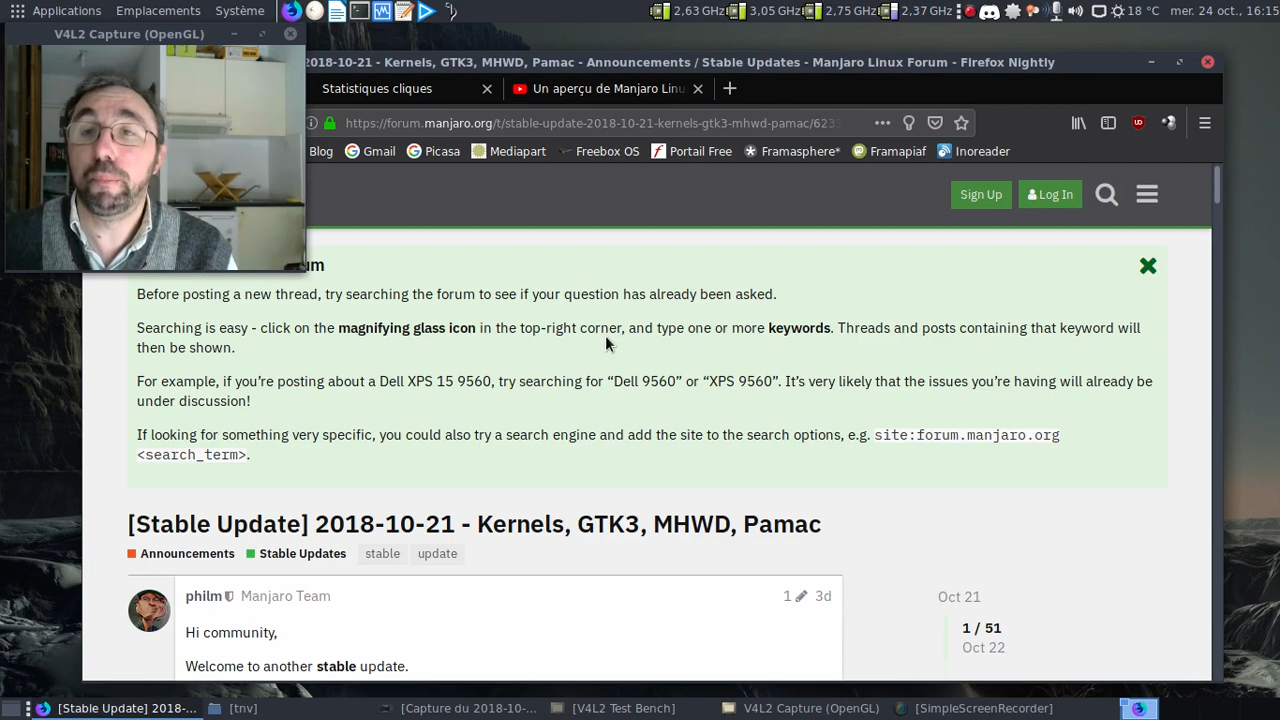 Applications Emplacements Système 2,63 GHz 3,05 GHz 2,75 GHz 2,37 GHz 18 °C mer. 24 oct., 16:15
V4L2 Capture (OpenGL)
2018-10-21 - Kernels, GTK3, MHWD, Pamac - Announcements / Stable Updates - Manjaro Linux Forum - Firefox Nightly
Statistiques cliques Un aperçu de Manjaro Linu
https://forum.manjaro.org/t/stable-update-2018-10-21-kernels-gtk3-mhwd-pamac/623
Blog Gmail Picasa Mediapart Freebox OS Portail Free Framasphere* Framapiaf Inoreader
Sign Up Log In
um
Before posting a new thread, try searching the forum to see if your question has already been asked.
Searching is easy - click on the magnifying glass icon in the top-right corner, and type one or more keywords. Threads and posts containing that keyword will
then be shown.
For example, if you're posting about a Dell XPS 15 9560, try searching for “Dell 9560” or “XPS 9560”. It's very likely that the issues you're having will already be
under discussion!
If looking for something very specific, you could also try a search engine and add the site to the search options, e.g. site:forum.manjaro.org
<search_term>.
[Stable Update] 2018-10-21 - Kernels, GTK3, MHWD, Pamac
Announcements Stable Updates stable update
philm Manjaro Team 1 3d
Oct 21
Hi community,
1 / 51
Oct 22
Welcome to another stable update.
[Stable Update] 2018-... [tnv] [Capture du 2018-10-... [V4L2 Test Bench] V4L2 Capture (OpenGL) [SimpleScreenRecorder]